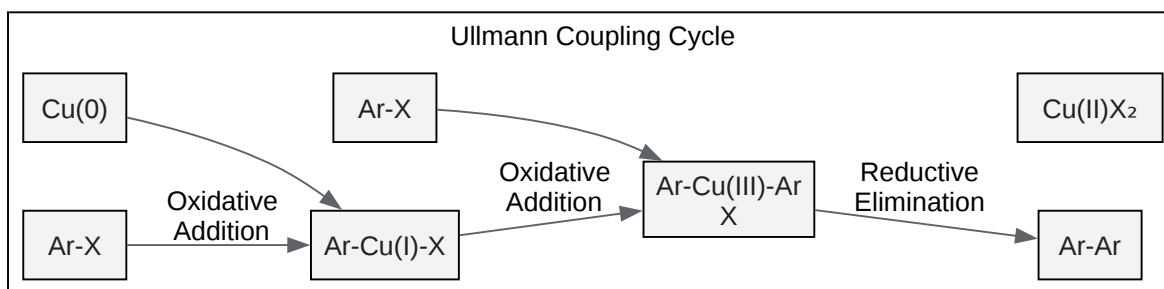 Ullmann Coupling Cycle
Cu(0)
Ar-X
Cu(II)X₂
Oxidative
Addition
Ar-Cu(III)-Ar
X
Reductive
Elimination
Oxidative
Addition
Ar-X
Ar-Cu(I)-X
Ar-Ar